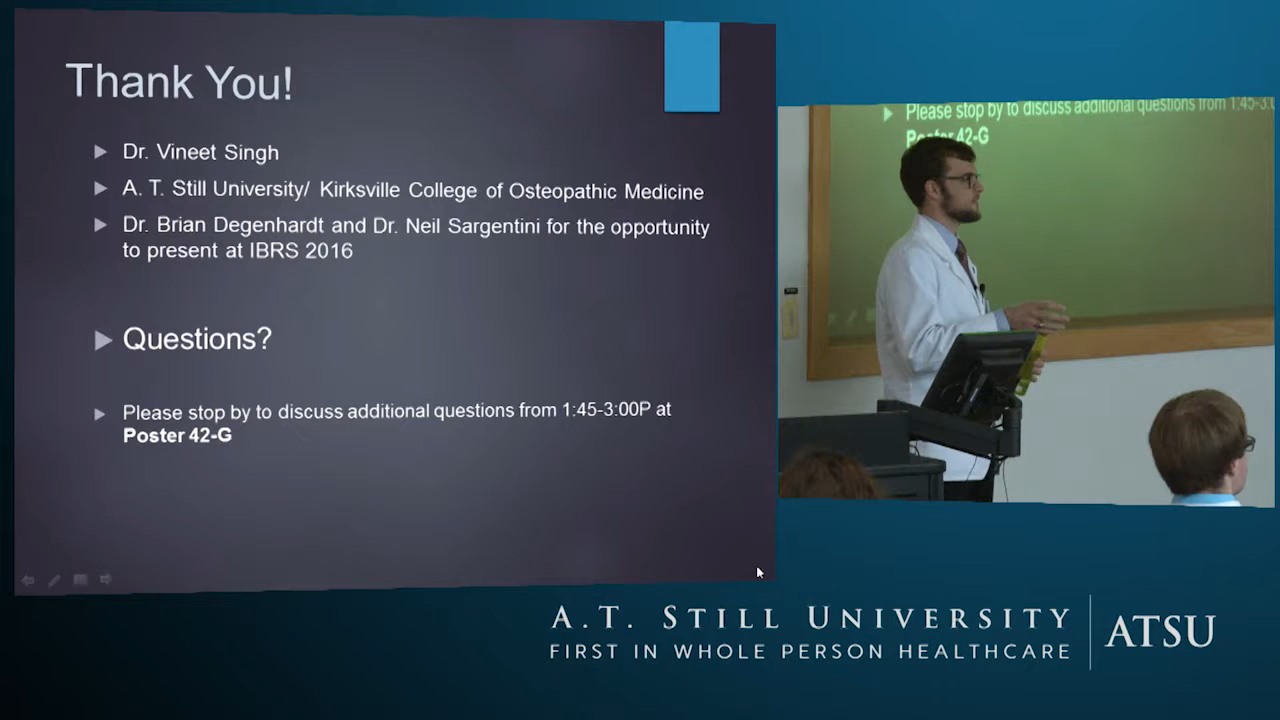 Thank You!
Dr. Vineet Singh
A. T. Still University/ Kirksville College of Osteopathic Medicine
Dr. Brian Degenhardt and Dr. Neil Sargentini for the opportunity
to present at IBRS 2016
Questions?
Please stop by to discuss additional questions from 1:45-3:00P at
Poster 42-G
Please stop by to discuss additional questions from 1:45-3:0
Poster 42-G
A.T. STILL UNIVERSITY
FIRST IN WHOLE PERSON HEALTHCARE
ATSU